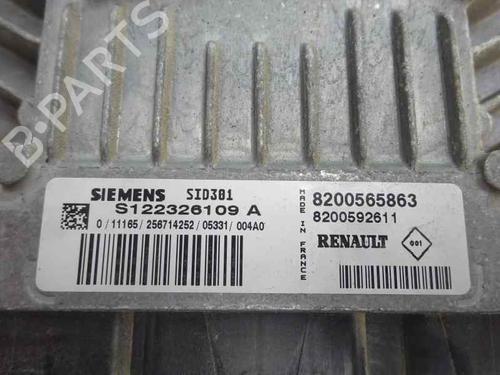 B-PARTS
SIEMENS SID301
S122326109 A
0/11165/256714252/05331/004A0
MADE IN FRANCE
8200565863
8200592611
RENAULT 001